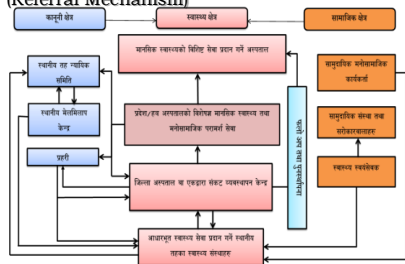 (Referral Mechanism)
कानूनी क्षेत्र
स्वास्थ्य क्षेत्र
सामाजिक क्षेत्र
मानसिक स्वास्थ्यको विशिष्ट सेवा प्रदान गर्ने अस्पताल
स्थानीय तह न्यायिक
समिति
सामुदायिक मनोसामाजिक
कार्यकर्ता
स्थानीय मेलमिलाप
केन्द्र
प्रदेश/हव अस्पतालको विशेषज्ञ मानसिक स्वास्थ्य तथा
मनोसामाजिक परामर्श सेवा
सामुदायिक संस्था तथा
सरोकारवालाहरु
प्रहरी
जिल्ला अस्पताल वा एकद्वारा संकट व्यवस्थापन केन्द्र
स्वास्थ्य स्वयंसेवक
आधारभूत स्वास्थ्य सेवा प्रदान गर्ने स्थानीय
तहका स्वास्थ्य संस्थाहरु